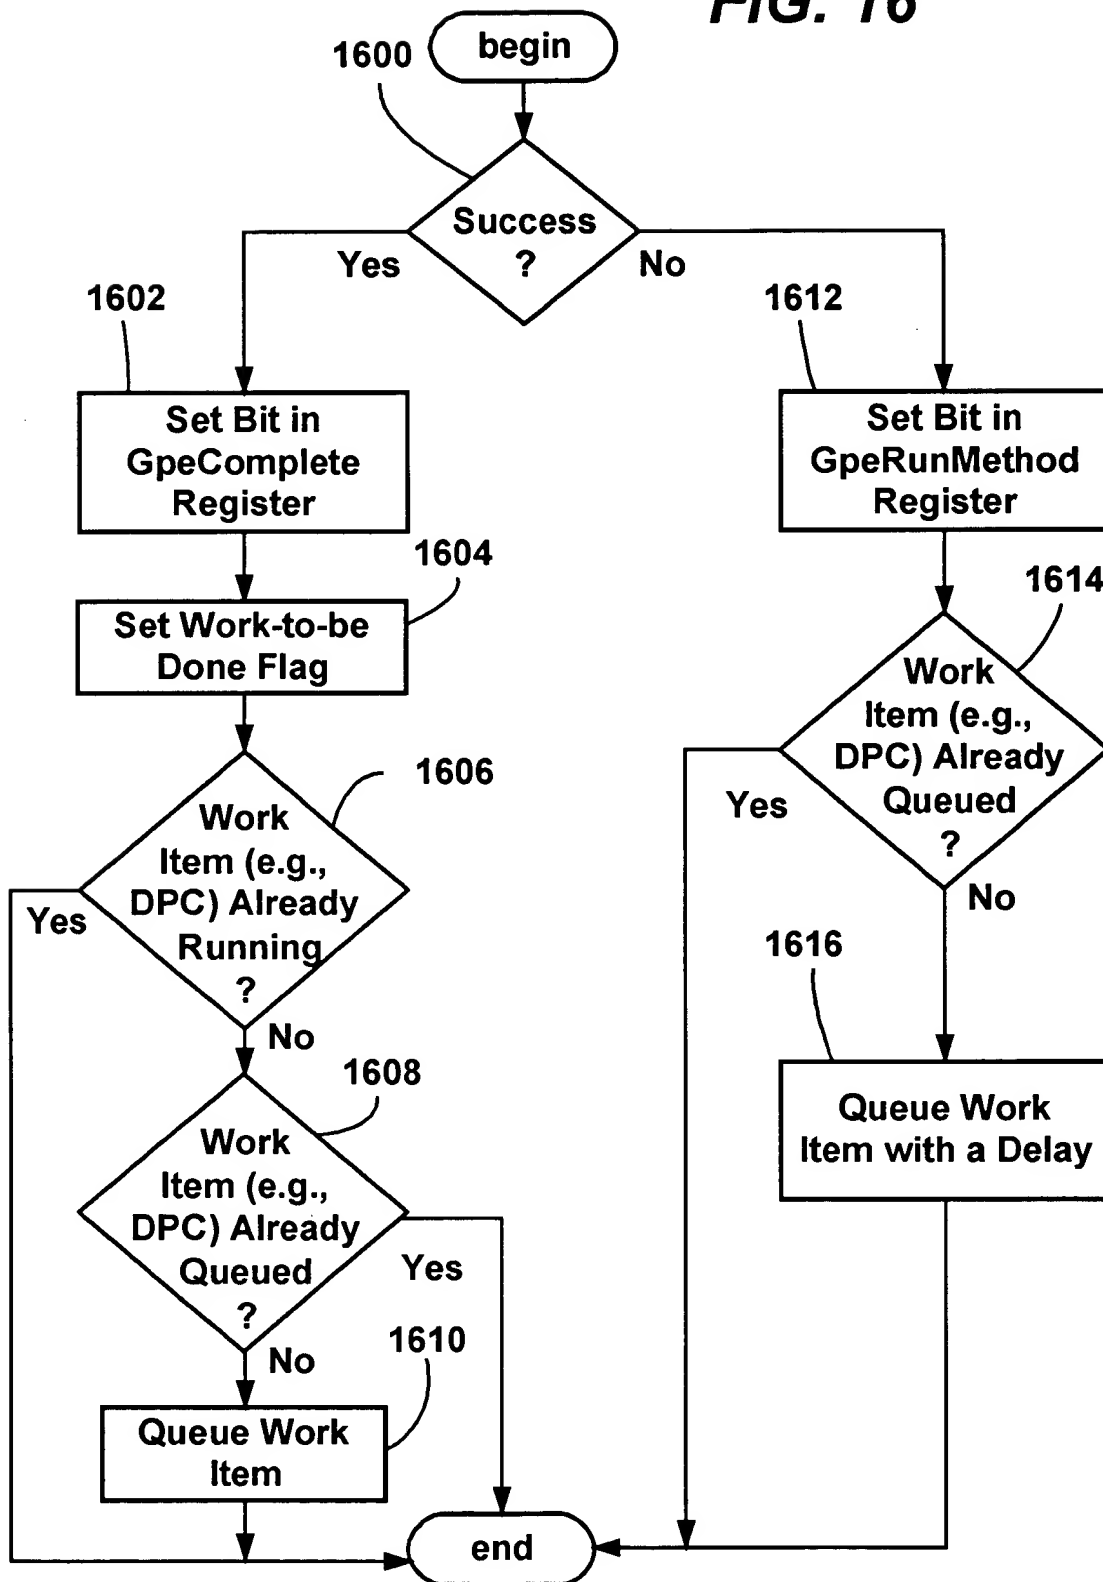 FIG. 16
begin
1600
Success
?
Yes
No
1602
1612
Set Bit in
GpeComplete
Register
Set Bit in
GpeRunMethod
Register
1604
1614
Set Work-to-be
Done Flag
Work
Item (e.g.,
DPC) Already
Queued
?
Yes
No
1606
Work
Item (e.g.,
DPC) Already
Running
?
Yes
No
1616
Queue Work
Item with a Delay
1608
Work
Item (e.g.,
DPC) Already
Queued
?
Yes
No
1610
Queue Work
Item
end